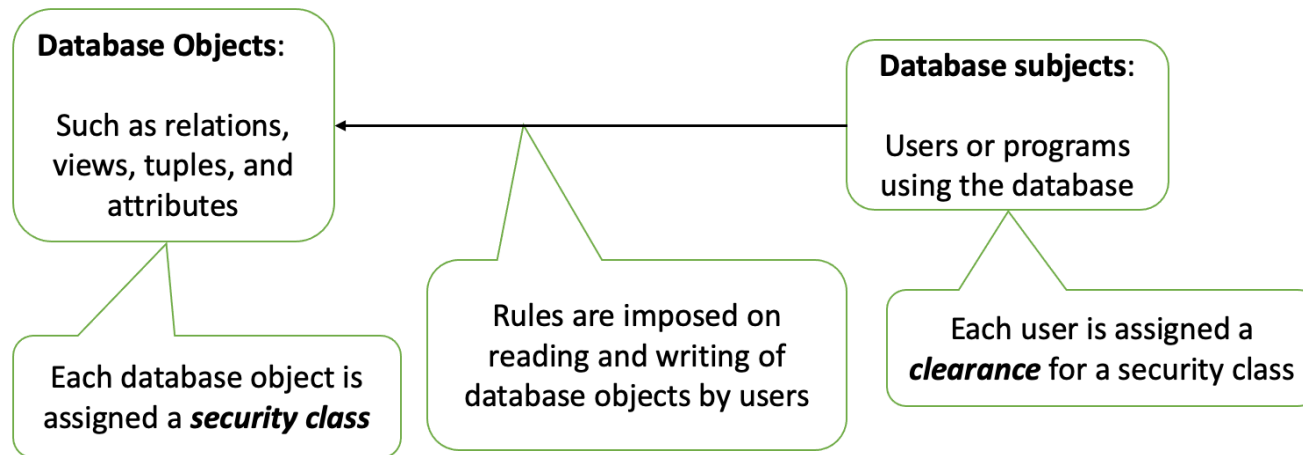 Database Objects:
Such as relations,
views, tuples, and
attributes
Database subjects:
Users or programs
using the database
Each database object is
assigned a security class
Rules are imposed on
reading and writing of
database objects by users
Each user is assigned a
clearance for a security class